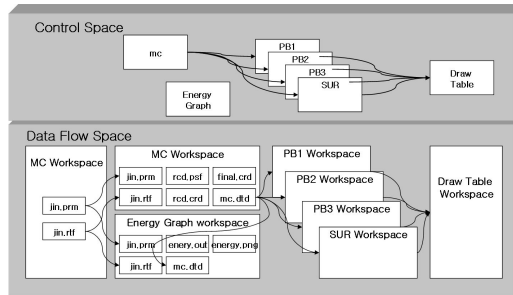 Control Space
mc
PB1
PB2
PB3
SUR
Draw
Table
Energy
Graph
Data Flow Space
MC Workspace
jin.prm
jin.rtf
MC Workspace
jin.prm
rcd.psf
final.crd
jin.rtf
rcd.crd
mc.dtd
Energy Graph workspace
jin.prm
enery.out
energy.png
jin.rtf
mc.dtd
PB1 Workspace
PB2 Workspace
PB3 Workspace
SUR Workspace
Draw Table
Workspace